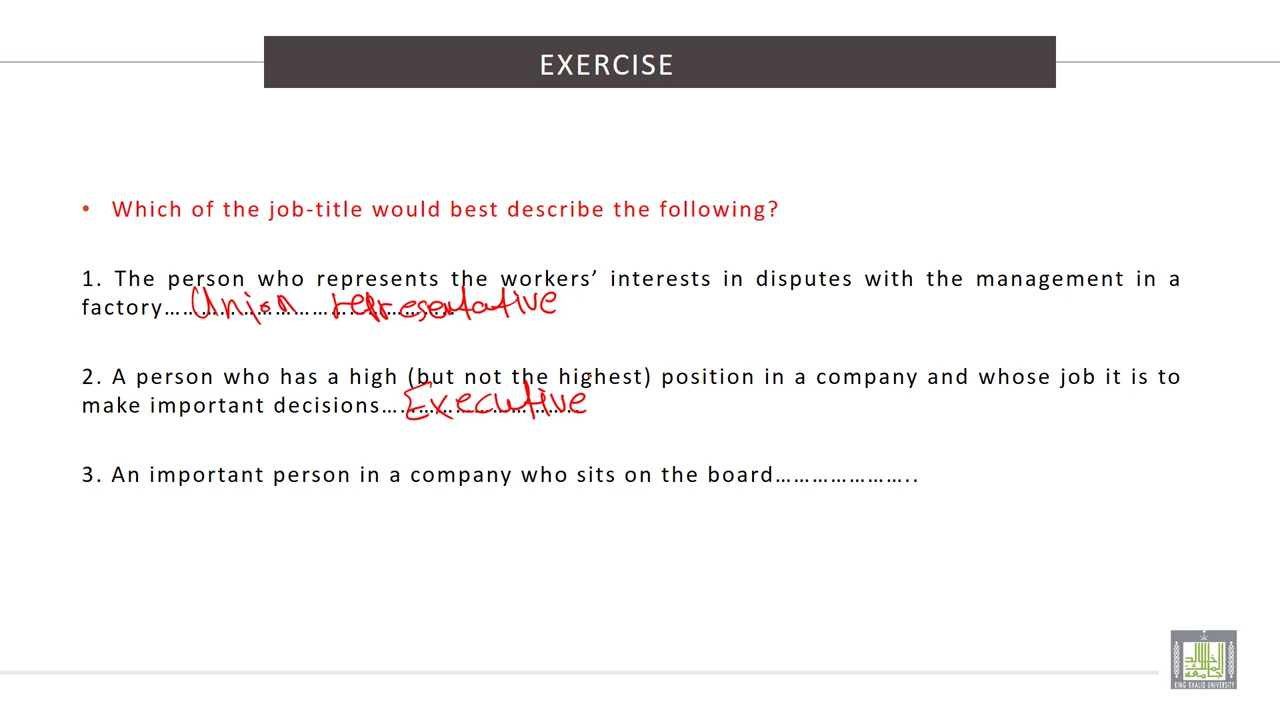 EXERCISE
• Which of the job-title would best describe the following?
1. The person who represents the workers’ interests in disputes with the management in a
factory……………………………………… Union representative
2. A person who has a high (but not the highest) position in a company and whose job it is to
make important decisions…………………………… Executive
3. An important person in a company who sits on the board…………………..
KING KHALID UNIVERSITY